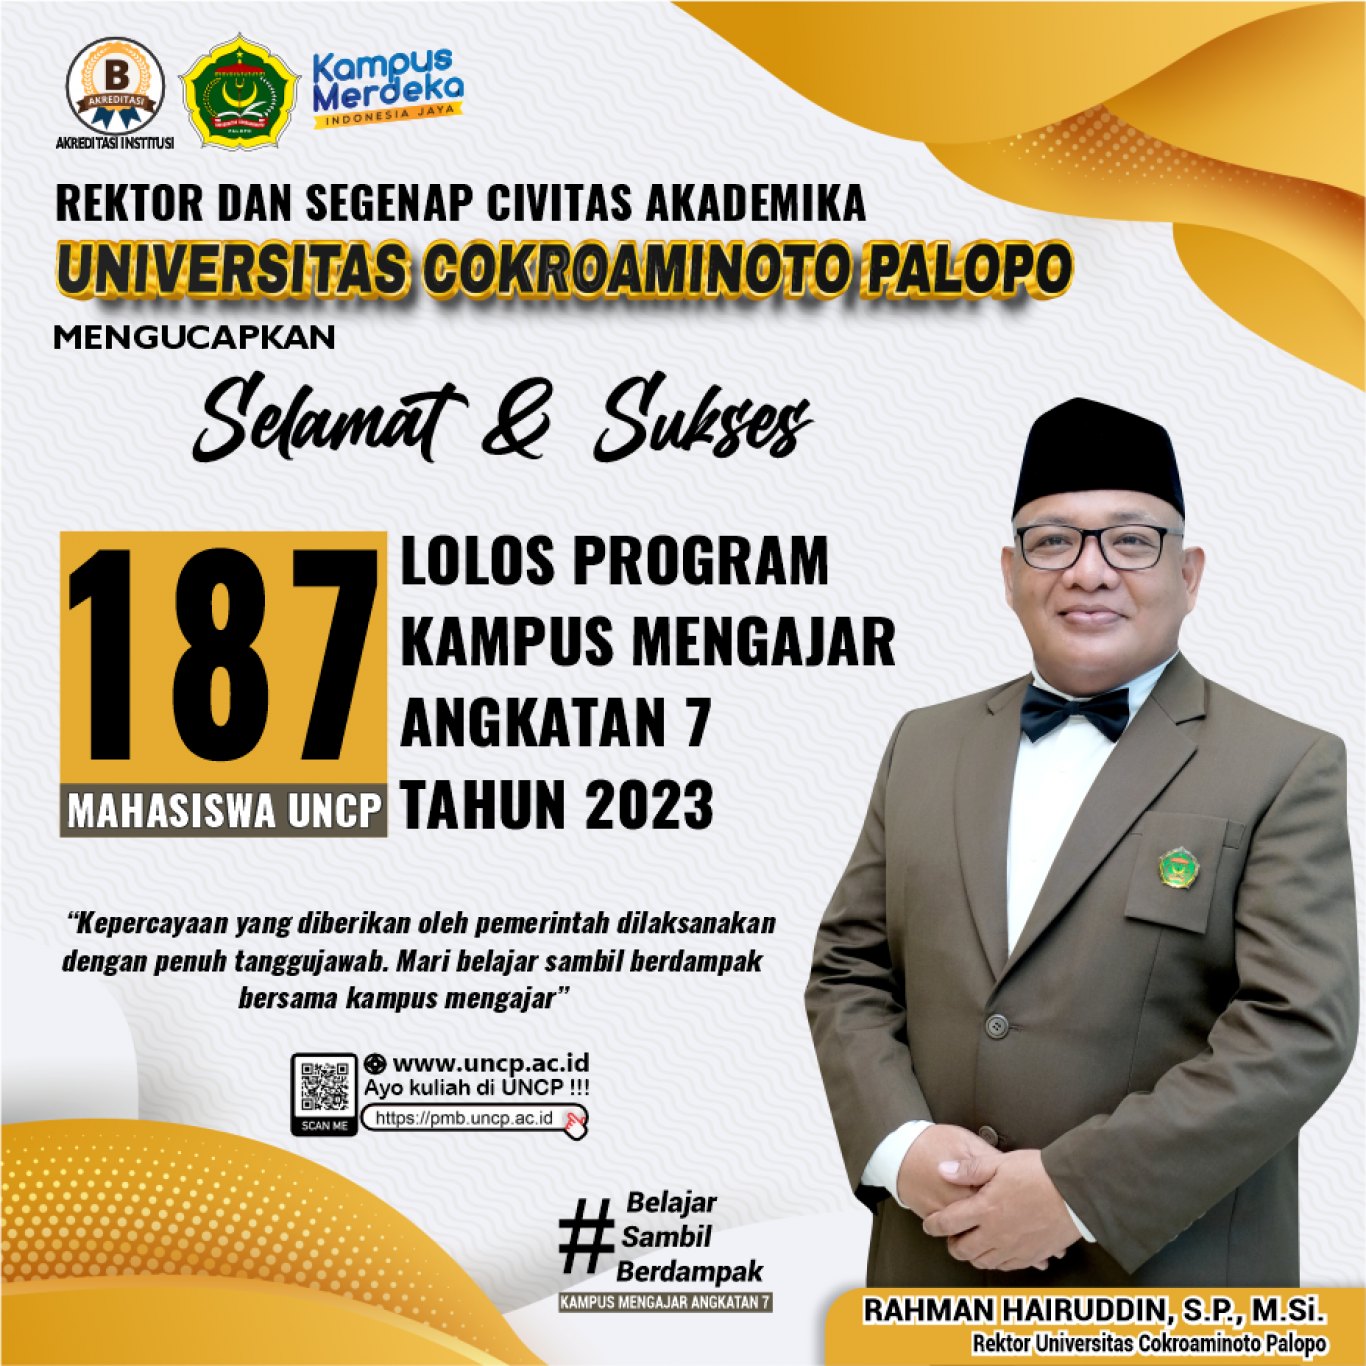 B
AKREDITASI
AKREDITASI INSTITUSI
PALOPO
Kampus
Merdeka
INDONESIA JAYA
REKTOR DAN SEGENAP CIVITAS AKADEMIKA
UNIVERSITAS COKROAMINOTO PALOPO
MENGUCAPKAN
Selamat & Sukses
187
MAHASISWA UNCP
LOLOS PROGRAM
KAMPUS MENGAJAR
ANGKATAN 7
TAHUN 2023
“Kepercayaan yang diberikan oleh pemerintah dilaksanakan
dengan penuh tanggujawab. Mari belajar sambil berdampak
bersama kampus mengajar”
SCAN ME
www.uncp.ac.id
Ayo kuliah di UNCP !!!
https://pmb.uncp.ac.id
#Belajar
Sambil
Berdampak
KAMPUS MENGAJAR ANGKATAN 7
RAHMAN HAIRUDDIN, S.P., M.Si.
Rektor Universitas Cokroaminoto Palopo